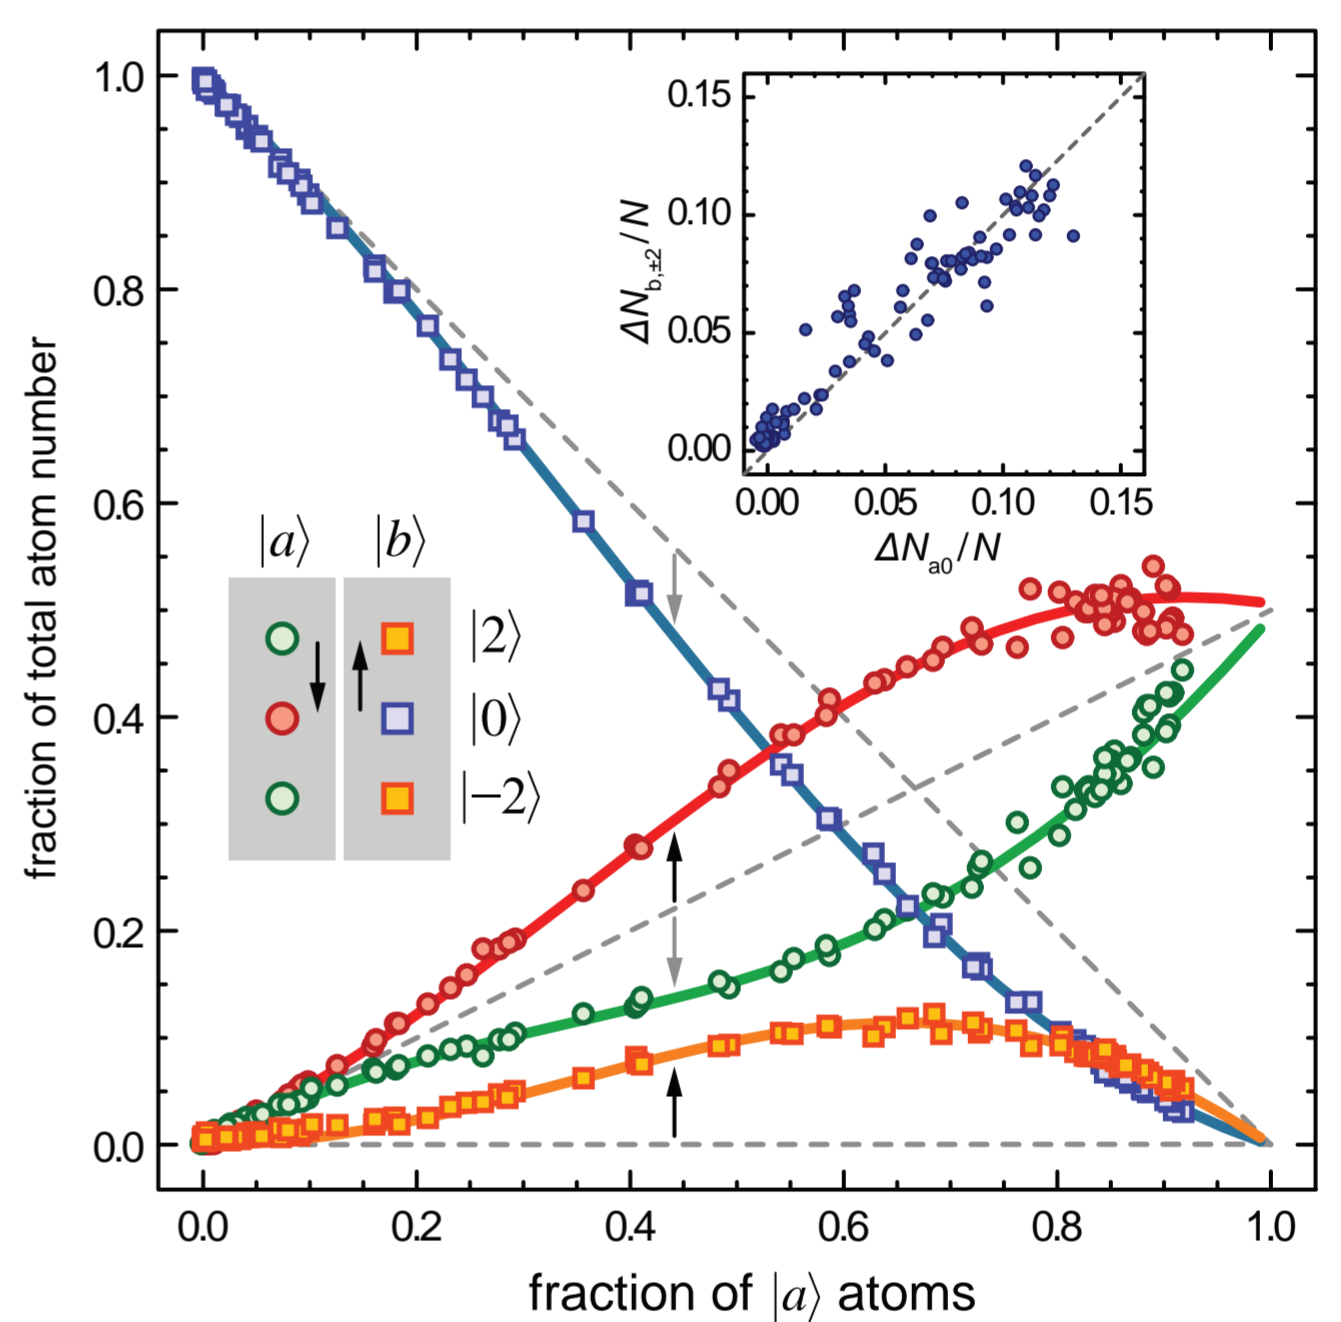 fraction of total atom number
1.0
0.8
0.6
0.4
0.2
0.0
0.0 0.2 0.4 0.6 0.8 1.0
fraction of |a⟩ atoms
|a⟩ |b⟩
|2⟩
|0⟩
|−2⟩
ΔN_b,±2 / N
0.15
0.10
0.05
0.00
0.00 0.05 0.10 0.15
ΔN_a0 / N